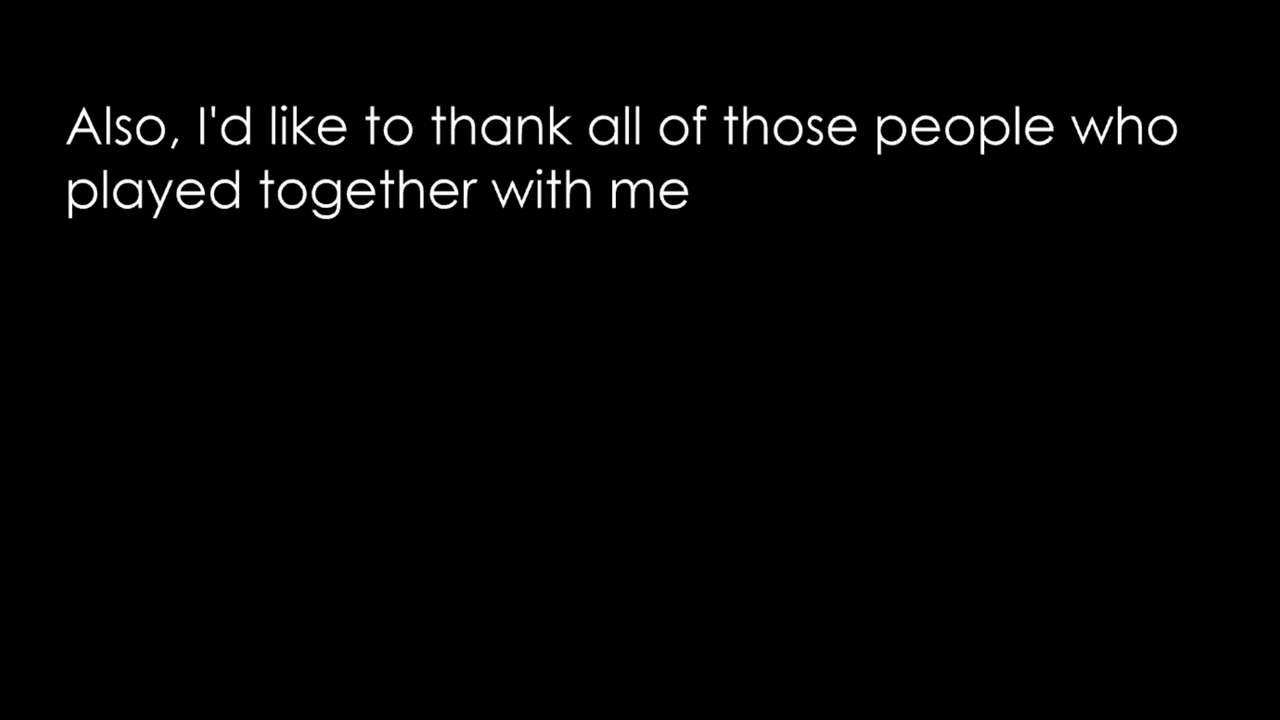 Also, I'd like to thank all of those people who
played together with me